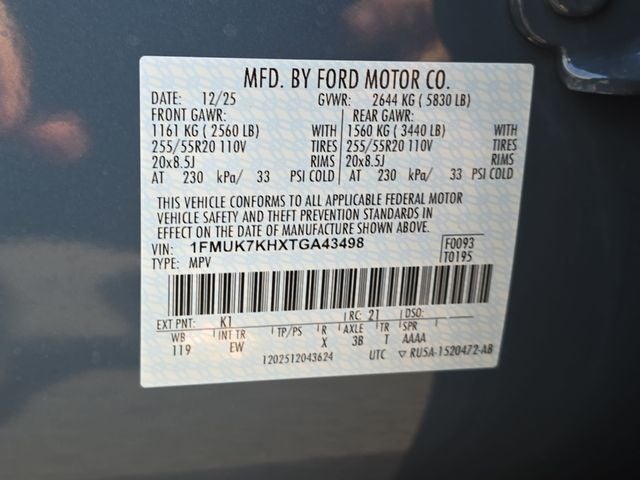 MFD. BY FORD MOTOR CO.
DATE: 12/25 GVWR: 2644 KG ( 5830 LB)
FRONT GAWR: REAR GAWR:
1161 KG ( 2560 LB) WITH 1560 KG ( 3440 LB) WITH
255/55R20 110V TIRES 255/55R20 110V TIRES
20x8.5J RIMS 20x8.5J RIMS
AT 230 kPa/ 33 PSI COLD AT 230 kPa/ 33 PSI COLD
THIS VEHICLE CONFORMS TO ALL APPLICABLE FEDERAL MOTOR
VEHICLE SAFETY AND THEFT PREVENTION STANDARDS IN
EFFECT ON THE DATE OF MANUFACTURE SHOWN ABOVE.
VIN: 1FMUK7KHXTGA43498 F0093
TYPE: MPV T0195
EXT PNT: K1 RC: 21 DSO:
WB INT TR TP/PS R AXLE TR SPR
119 EW X 3B T AAAA
1202512043624 UTC ▽ RU5A-1520472-AB